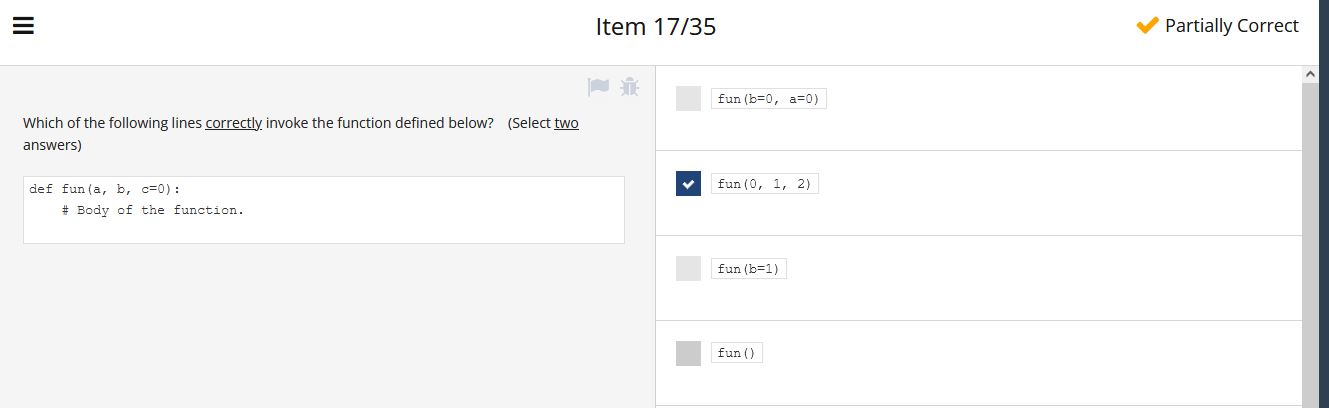 Item 17/35
Partially Correct
Which of the following lines correctly invoke the function defined below? (Select two
answers)
def fun(a, b, c=0):
    # Body of the function.
fun(b=0, a=0)
fun(0, 1, 2)
fun(b=1)
fun()